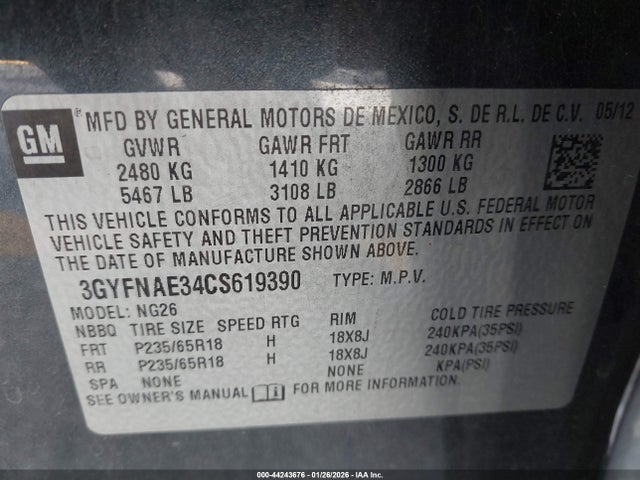 GM
MFD BY GENERAL MOTORS DE MEXICO, S. DE R.L. DE C.V. 05/12
GVWR GAWR FRT GAWR RR
2480 KG 1410 KG 1300 KG
5467 LB 3108 LB 2866 LB
THIS VEHICLE CONFORMS TO ALL APPLICABLE U.S. FEDERAL MOTOR
VEHICLE SAFETY AND THEFT PREVENTION STANDARDS IN EFFECT ON
THE DATE OF MANUFACTURE SHOWN ABOVE.
3GYFNAE34CS619390 TYPE: M.P.V.
MODEL: NG26
NBBQ TIRE SIZE SPEED RTG RIM COLD TIRE PRESSURE
FRT P235/65R18 H 18X8J 240KPA(35PSI)
RR P235/65R18 H 18X8J 240KPA(35PSI)
SPA NONE NONE KPA(PSI)
SEE OWNER'S MANUAL FOR MORE INFORMATION.
000-44243676 | 01/26/2026 | IAAI.COM